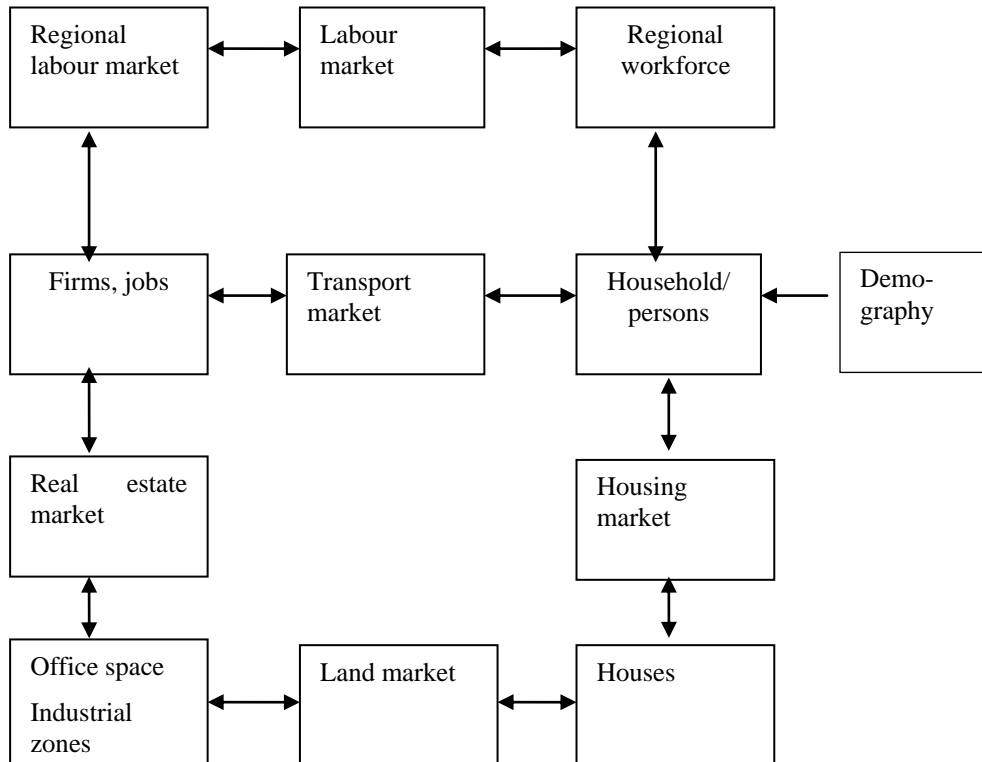 Regional
labour market
Labour
market
Regional
workforce
Firms, jobs
Transport
market
Household/
persons
Demo-
graphy
Real estate
market
Housing
market
Office space
Industrial
zones
Land market
Houses